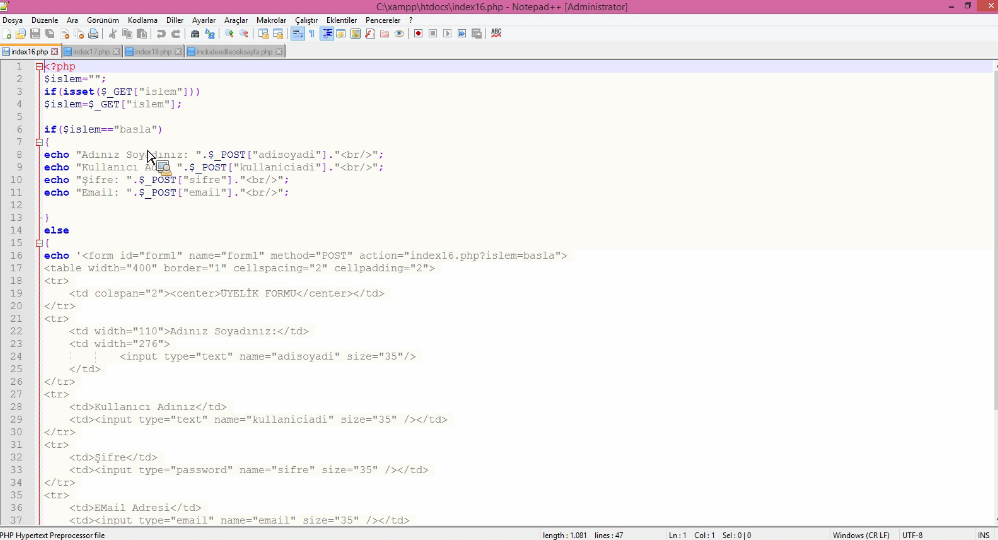 C:\xampp\htdocs\index16.php - Notepad++ [Administrator]
Dosya Düzenle Ara Görünüm Kodlama Diller Ayarlar Araçlar Makrolar Çalıştır Eklentiler Pencereler ?
index16.php index17.php index18.php includeedileceksayfa.php
1 <?php
2 $islem="";
3 if(isset($_GET["islem"]))
4 $islem=$_GET["islem"];
5
6 if($islem=="basla")
7 {
8 echo "Adınız Soyadınız: ".$_POST["adisoyadi"]."<br/>";
9 echo "Kullanıcı ".$_POST["kullaniciadi"]."<br/>";
10 echo "Şifre: ".$_POST["sifre"]."<br/>";
11 echo "Email: ".$_POST["email"]."<br/>";
12
13 }
14 else
15 {
16 echo '<form id="form1" name="form1" method="POST" action="index16.php?islem=basla">
17 <table width="400" border="1" cellspacing="2" cellpadding="2">
18 <tr>
19 <td colspan="2"><center>ÜYELİK FORMU</center></td>
20 </tr>
21 <tr>
22 <td width="110">Adınız Soyadınız:</td>
23 <td width="276">
24 <input type="text" name="adisoyadi" size="35"/>
25 </td>
26 </tr>
27 <tr>
28 <td>Kullanıcı Adınız</td>
29 <td><input type="text" name="kullaniciadi" size="35" /></td>
30 </tr>
31 <tr>
32 <td>Şifre</td>
33 <td><input type="password" name="sifre" size="35" /></td>
34 </tr>
35 <tr>
36 <td>EMail Adresi</td>
37 <td><input type="email" name="email" size="35" /></td>
PHP Hypertext Preprocessor file length : 1.081 lines : 47 Ln : 1 Col : 1 Sel : 0 | 0 Windows (CR LF) UTF-8 INS